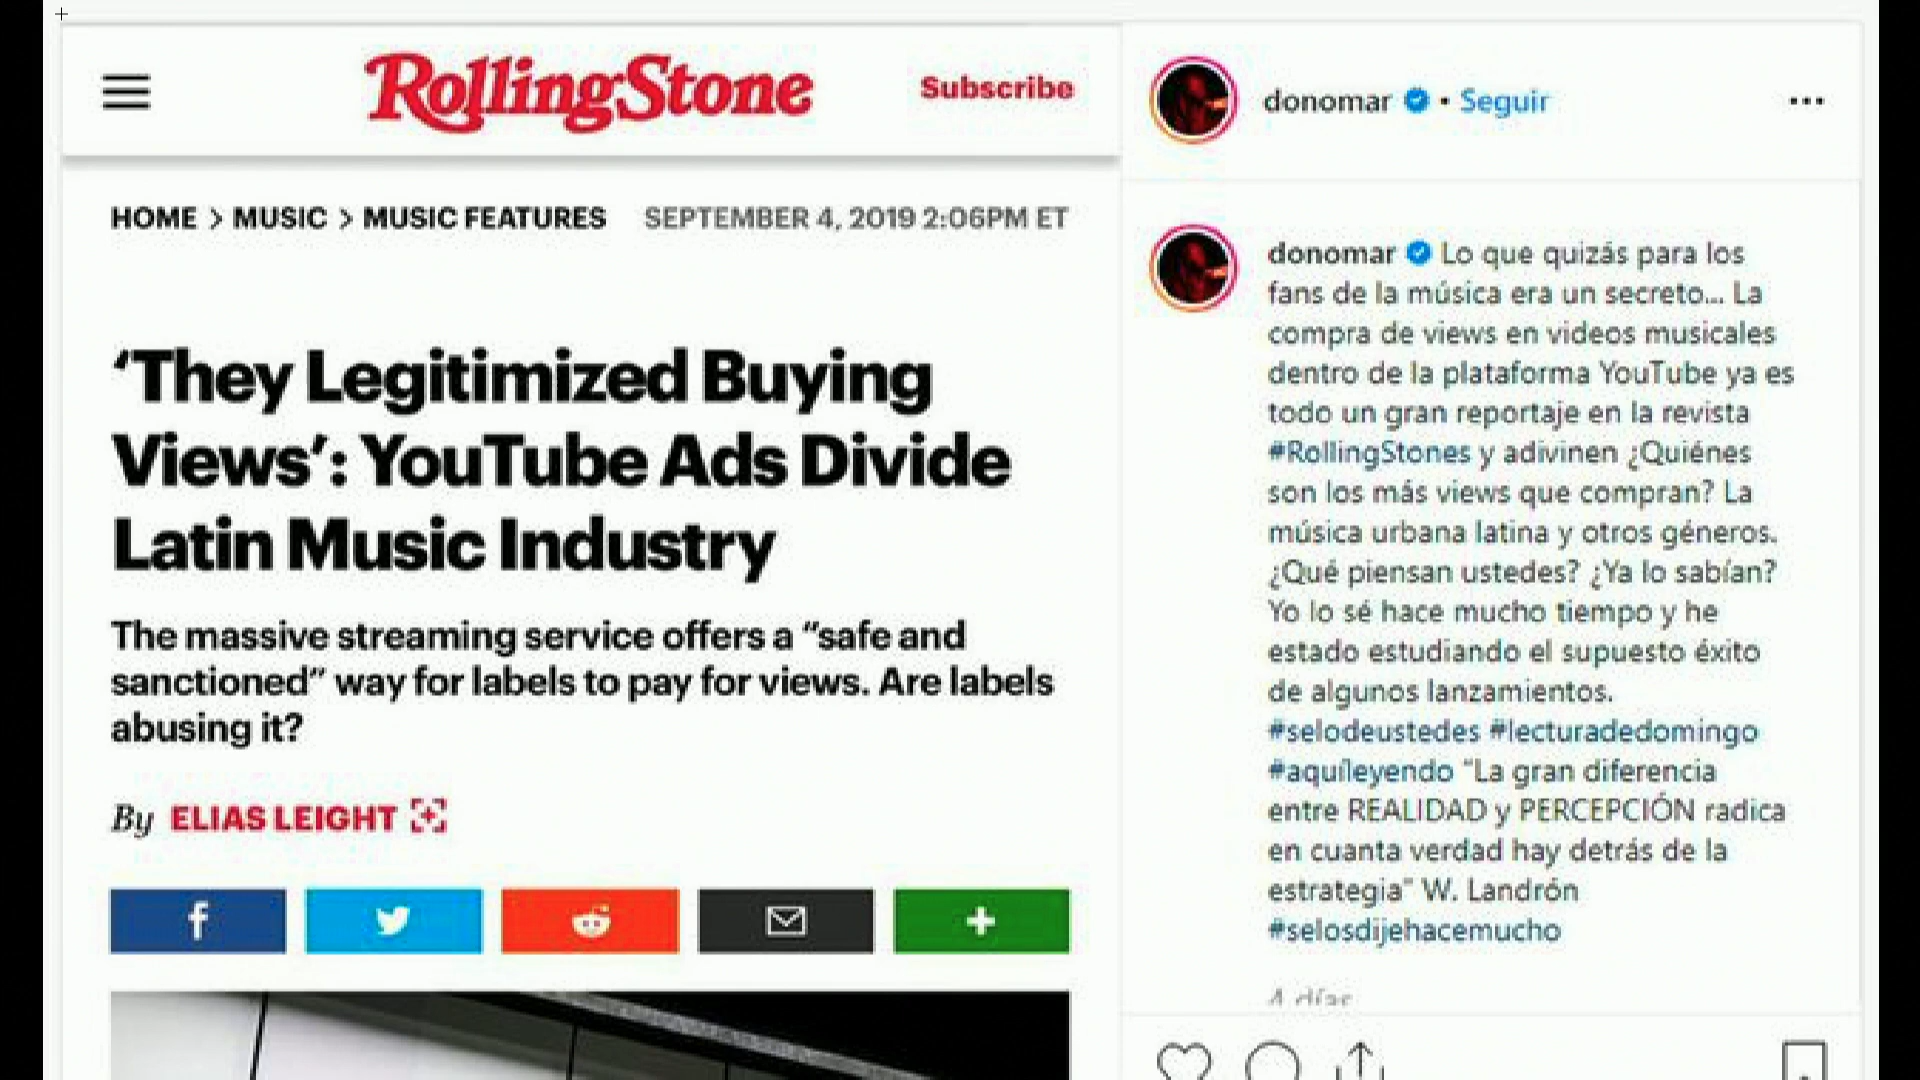 RollingStone
Subscribe
HOME > MUSIC > MUSIC FEATURES
SEPTEMBER 4, 2019 2:06PM ET
‘They Legitimized Buying
Views’: YouTube Ads Divide
Latin Music Industry
The massive streaming service offers a “safe and
sanctioned” way for labels to pay for views. Are labels
abusing it?
By ELIAS LEIGHT
donomar • Seguir
donomar Lo que quizás para los
fans de la música era un secreto... La
compra de views en videos musicales
dentro de la plataforma YouTube ya es
todo un gran reportaje en la revista
#RollingStones y adivinen ¿Quiénes
son los más views que compran? La
música urbana latina y otros géneros.
¿Qué piensan ustedes? ¿Ya lo sabían?
Yo lo sé hace mucho tiempo y he
estado estudiando el supuesto éxito
de algunos lanzamientos.
#selodeustedes #lecturadedomingo
#aquíleyendo "La gran diferencia
entre REALIDAD y PERCEPCIÓN radica
en cuanta verdad hay detrás de la
estrategia" W. Landrón
#selosdijehacemucho
4 días